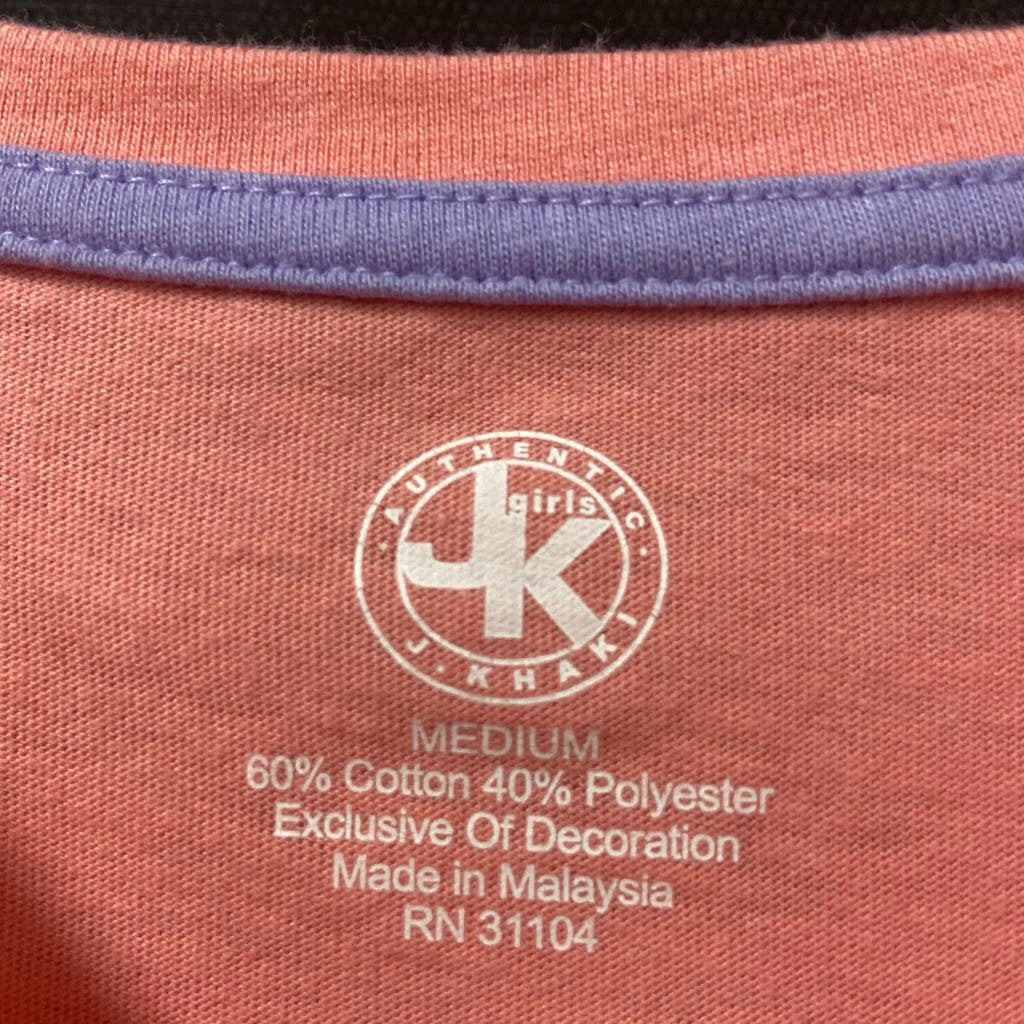 · AUTHENTIC ·
girls
JK
J. KHAKI
MEDIUM
60% Cotton 40% Polyester
Exclusive Of Decoration
Made in Malaysia
RN 31104